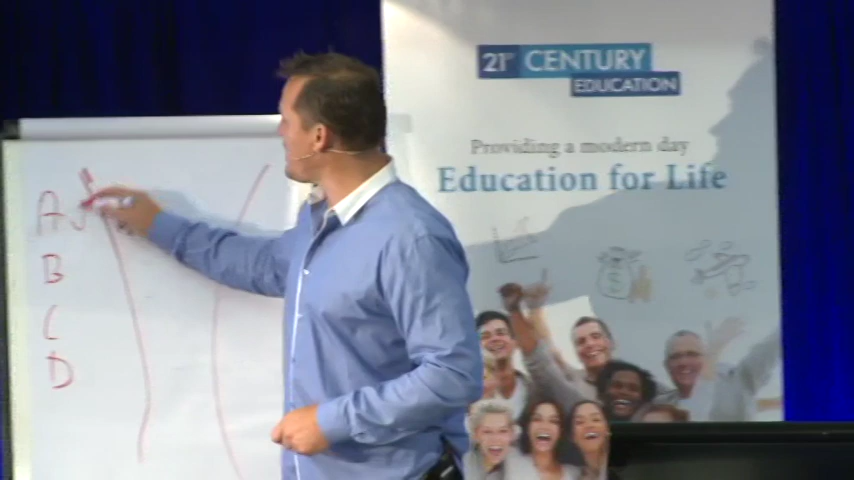 A
B
C
D
21ST CENTURY
EDUCATION
Providing a modern day
Education for Life